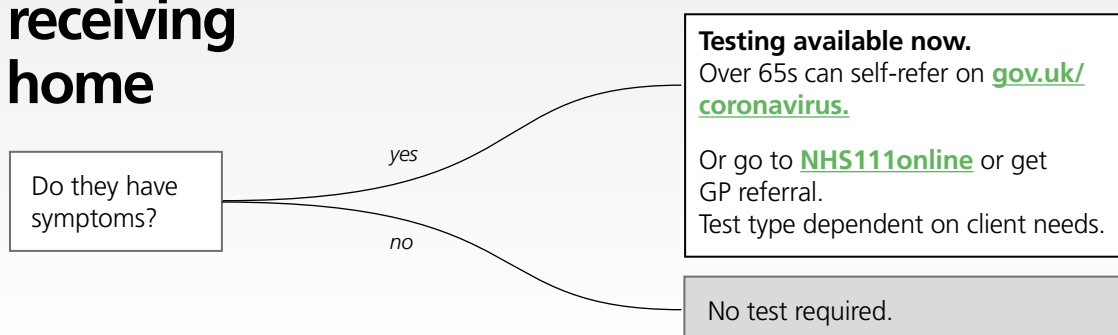 receiving
home
Do they have
symptoms?
yes
no
Testing available now.
Over 65s can self-refer on gov.uk/
coronavirus.
Or go to NHS111online or get
GP referral.
Test type dependent on client needs.
No test required.